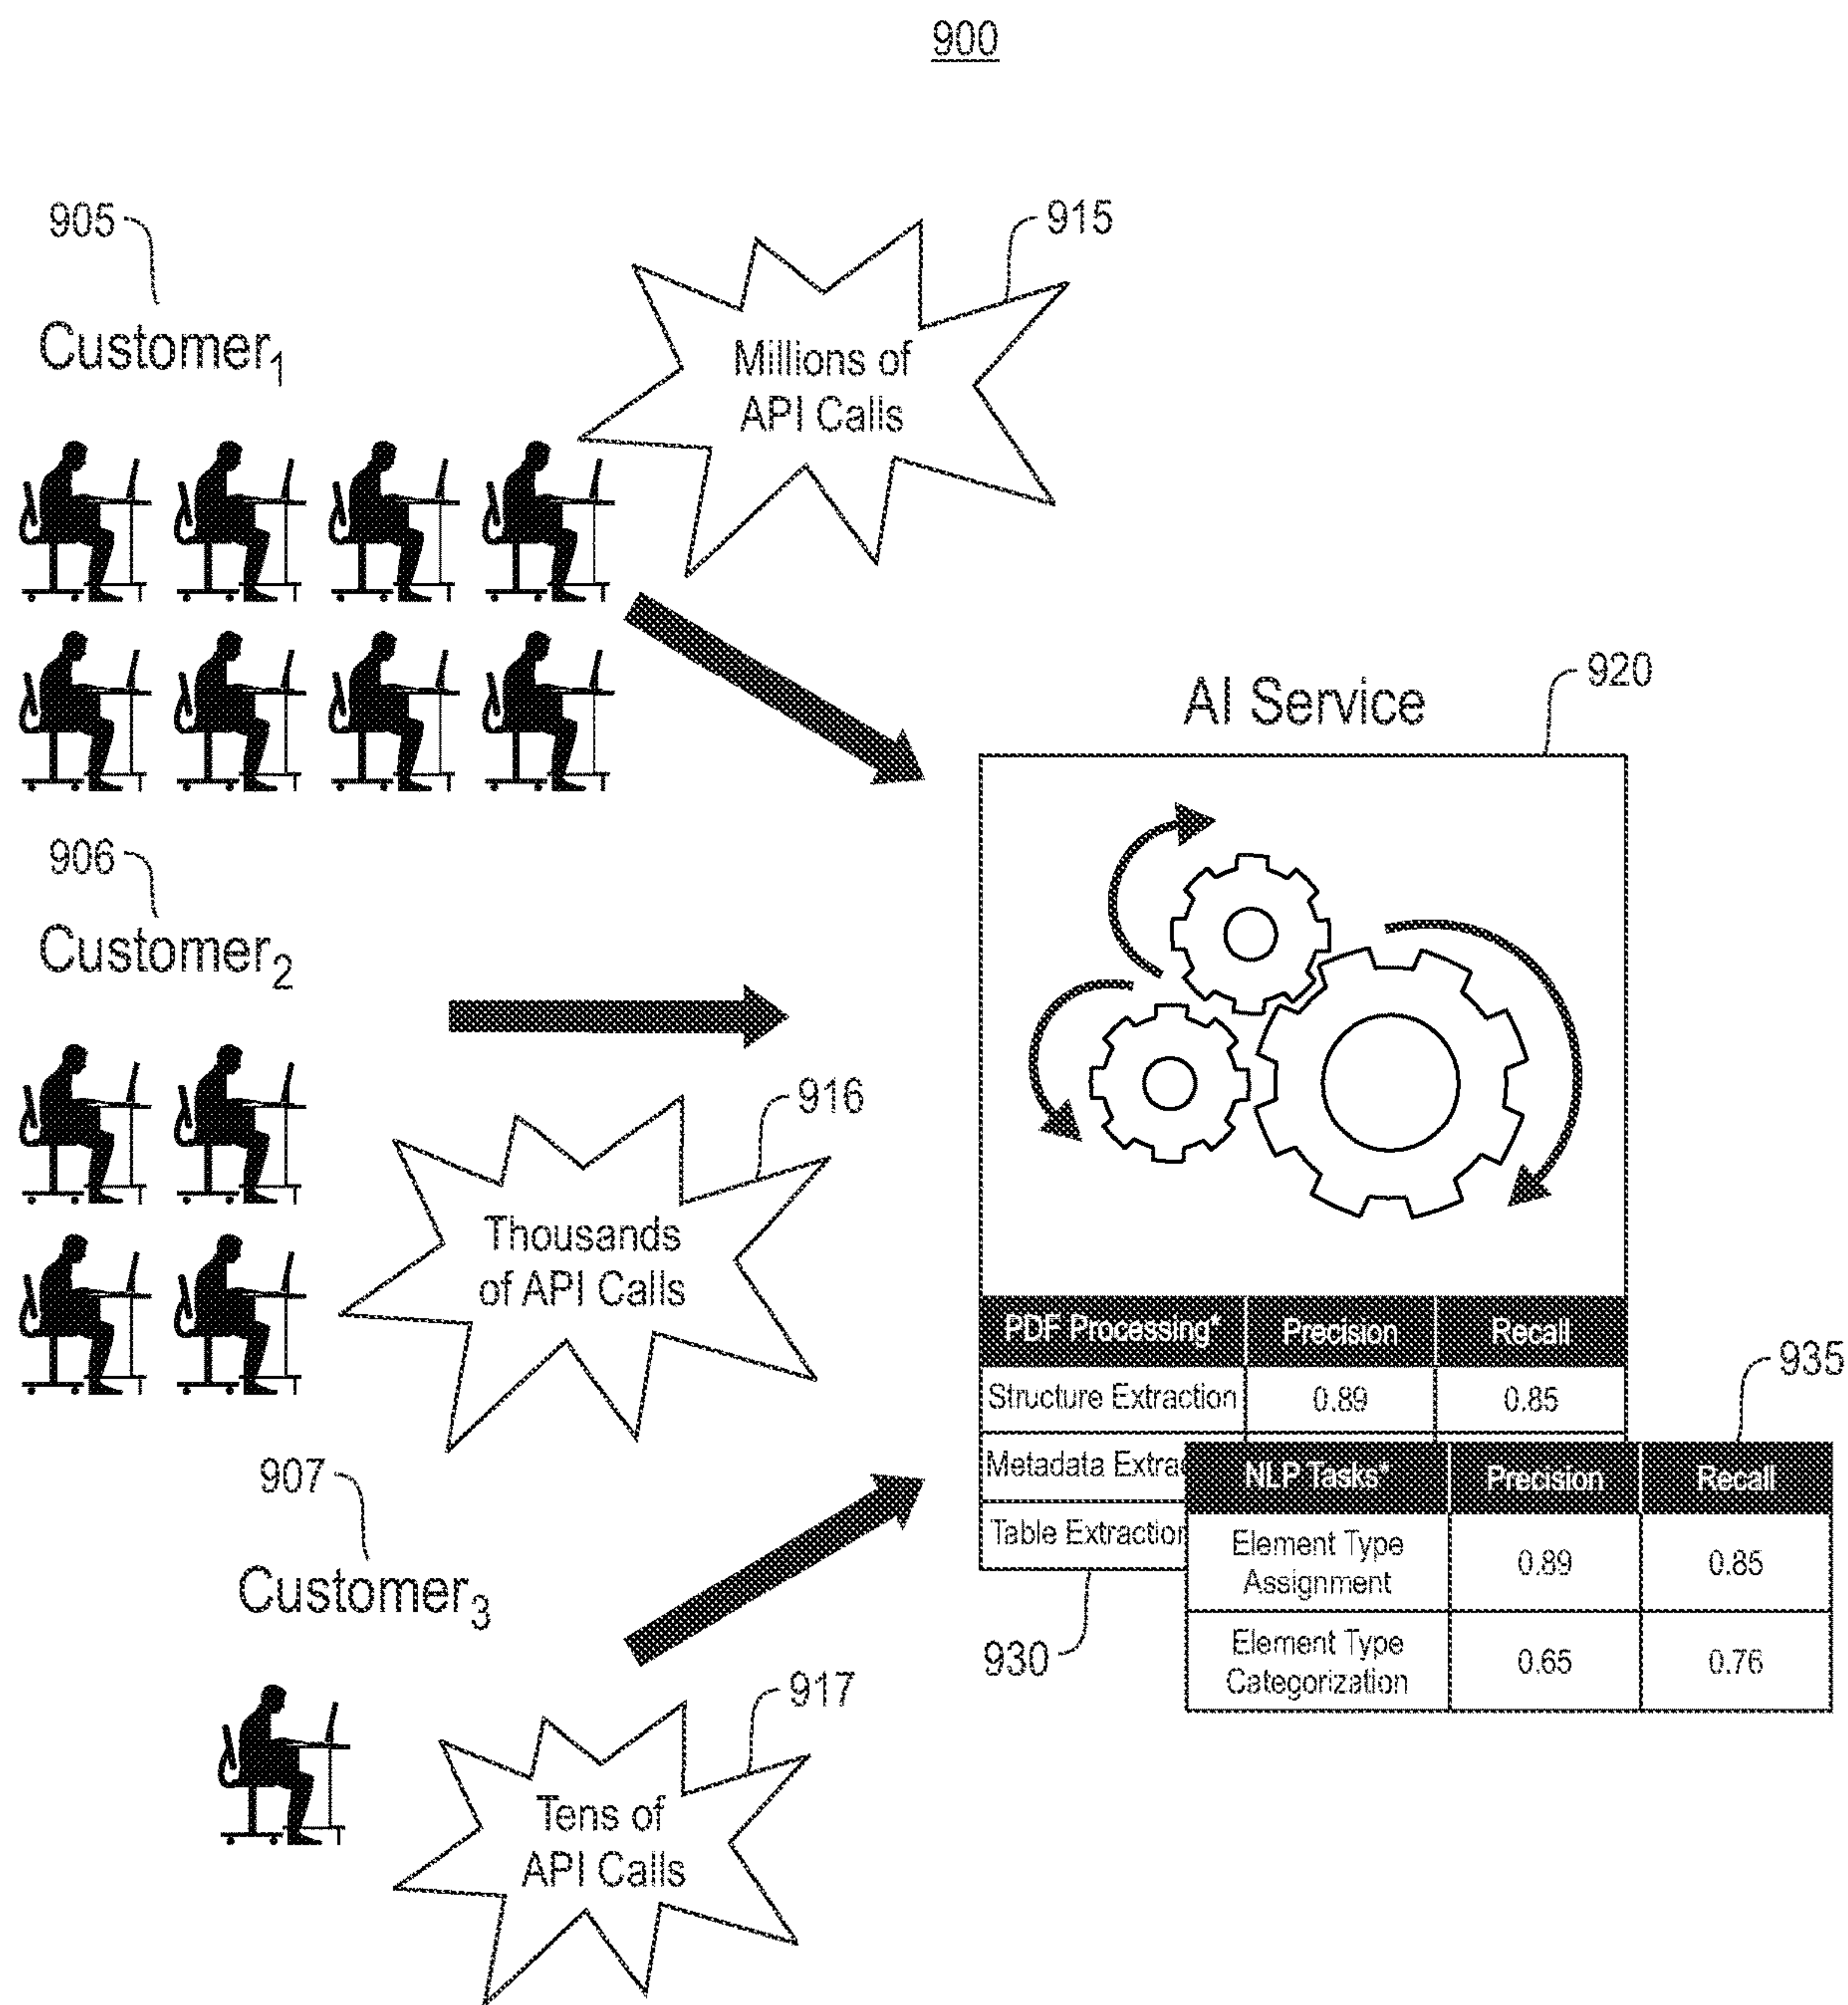 900
905
Customer1
915
Millions of
API Calls
920
AI Service
906
Customer2
916
Thousands
of API Calls
PDF Processing* Precision Recall
Structure Extraction 0.89 0.85
Metadata
Table Extraction
930
935
NLP Tasks* Precision Recall
Element Type
Assignment
0.89 0.85
Element Type
Categorization
0.65 0.76
907
Customer3
917
Tens of
API Calls